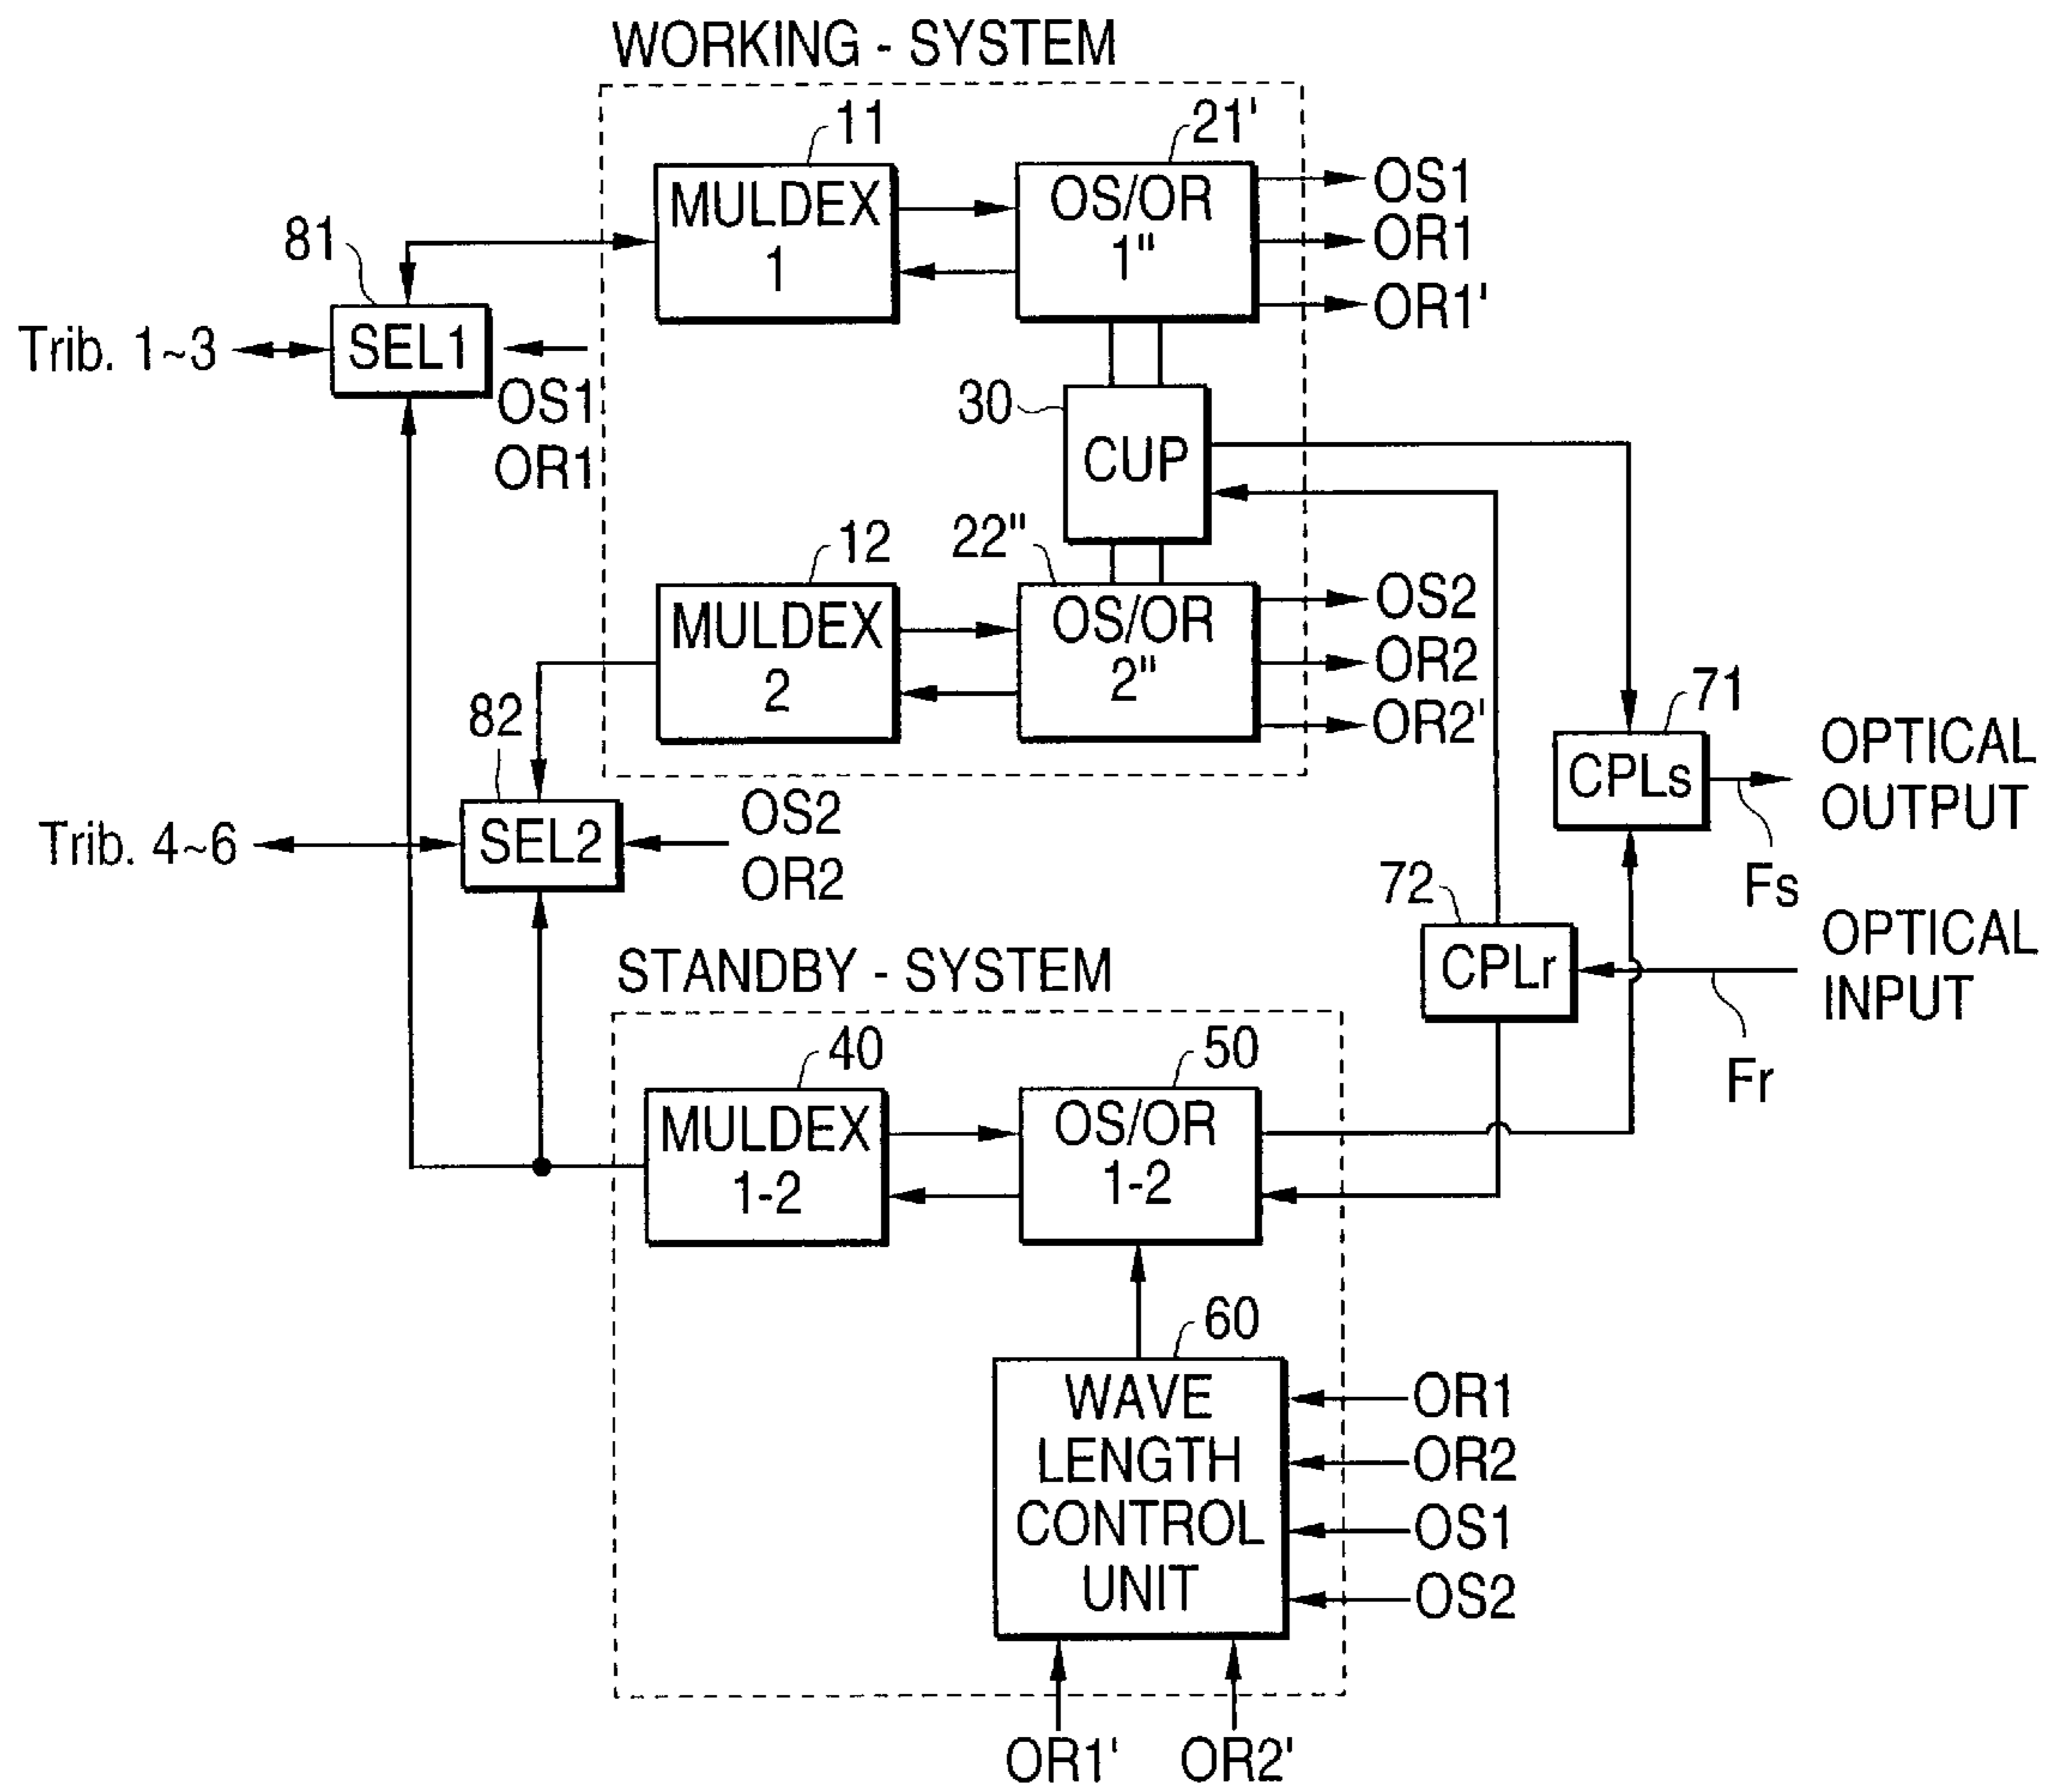 WORKING - SYSTEM
11
21'
MULDEX
1
OS/OR
1"
OS1
OR1
OR1'
81
Trib. 1~3
SEL1
OS1
OR1
30
CUP
12
22"
MULDEX
2
OS/OR
2"
OS2
OR2
OR2'
82
71
CPLs
OPTICAL
OUTPUT
Fs
Trib. 4~6
SEL2
OS2
OR2
72
CPLr
OPTICAL
INPUT
Fr
STANDBY - SYSTEM
40
50
MULDEX
1-2
OS/OR
1-2
60
WAVE
LENGTH
CONTROL
UNIT
OR1
OR2
OS1
OS2
OR1'
OR2'